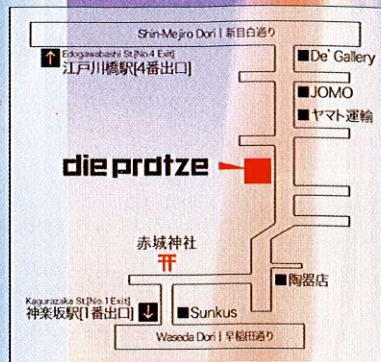 Shin-Mejiro Dori | 新目白通り
Edogawabashi St.[No.4 Exit]
江戸川橋駅[4番出口]
■De' Gallery
■JOMO
■ヤマト運輸
die pratze
赤城神社
■陶器店
Kagurazaka St.[No.1 Exit]
神楽坂駅[1番出口]
■Sunkus
Waseda Dori | 早稲田通り